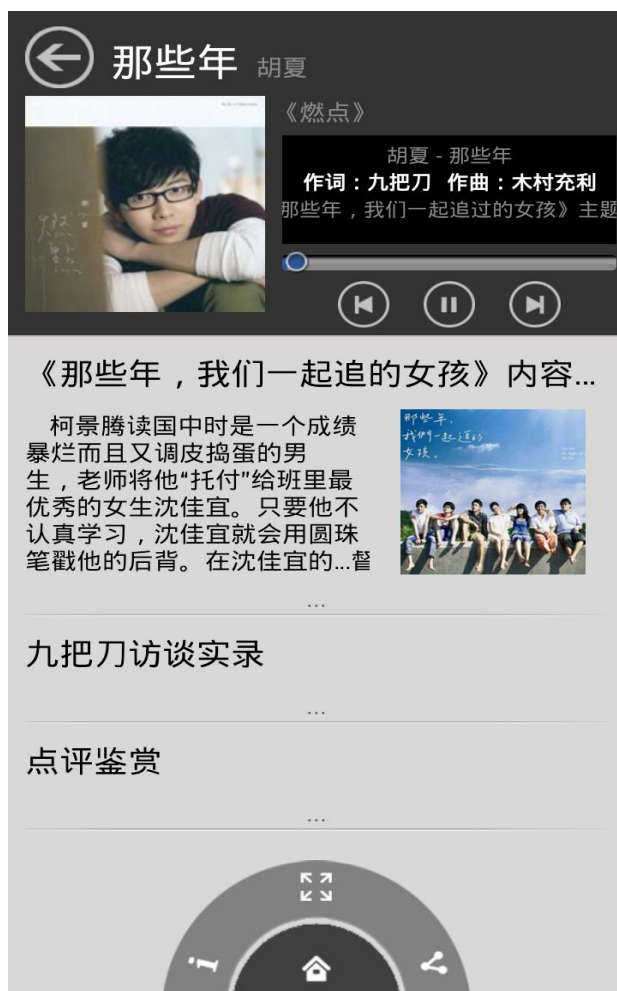 那些年 胡夏
《燃点》
胡夏 - 那些年
作词：九把刀 作曲：木村充利
那些年，我们一起追过的女孩》主题
《那些年，我们一起追的女孩》内容...
柯景腾读国中时是一个成绩
暴烂而且又调皮捣蛋的男
生，老师将他“托付”给班里最
优秀的女生沈佳宜。只要他不
认真学习，沈佳宜就会用圆珠
笔戳他的后背。在沈佳宜的...督
那些年，
我們一起追的
女孩。
...
九把刀访谈实录
...
点评鉴赏
...